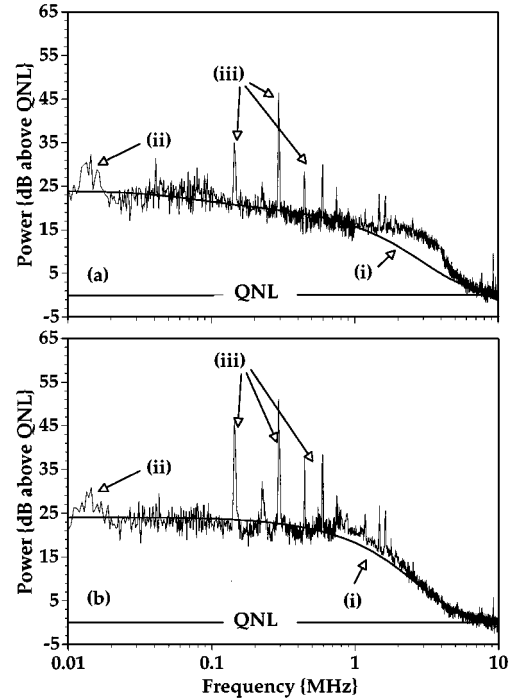 65
55
45
35
25
15
5
-5
Power {dB above QNL}
(iii)
(ii)
(i)
(a)
QNL
65
55
45
35
25
15
5
-5
Power {dB above QNL}
(iii)
(ii)
(i)
(b)
QNL
0.01
0.1
1
10
Frequency {MHz}